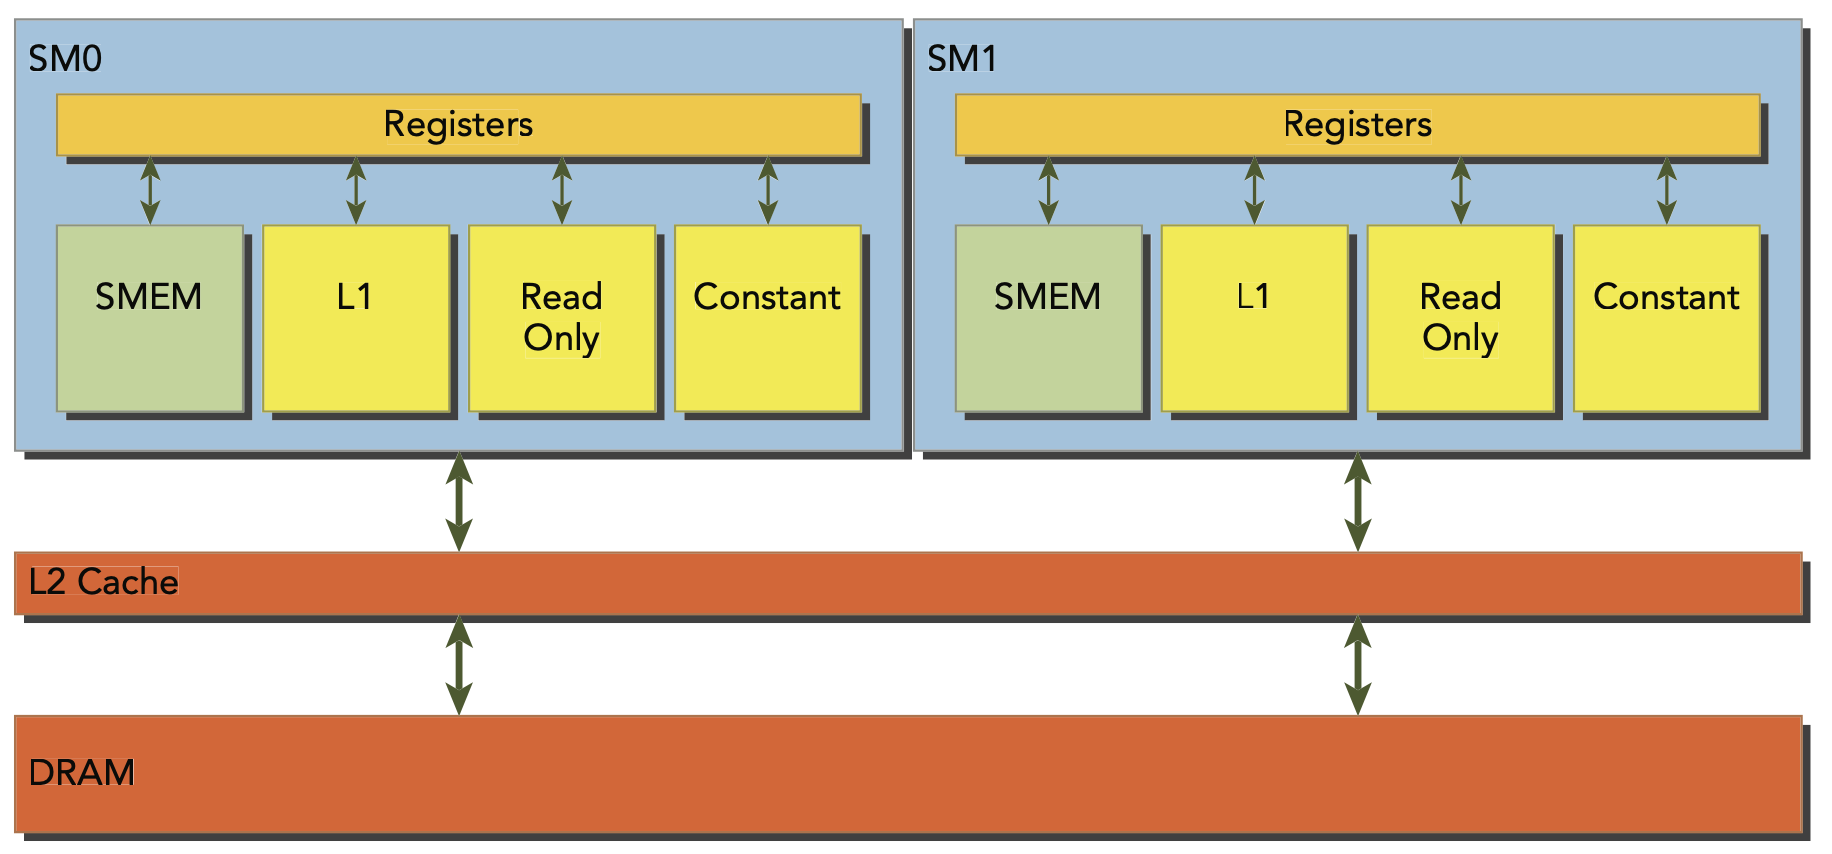 SM0
Registers
SMEM
L1
Read
Only
Constant
SM1
Registers
SMEM
L1
Read
Only
Constant
L2 Cache
DRAM